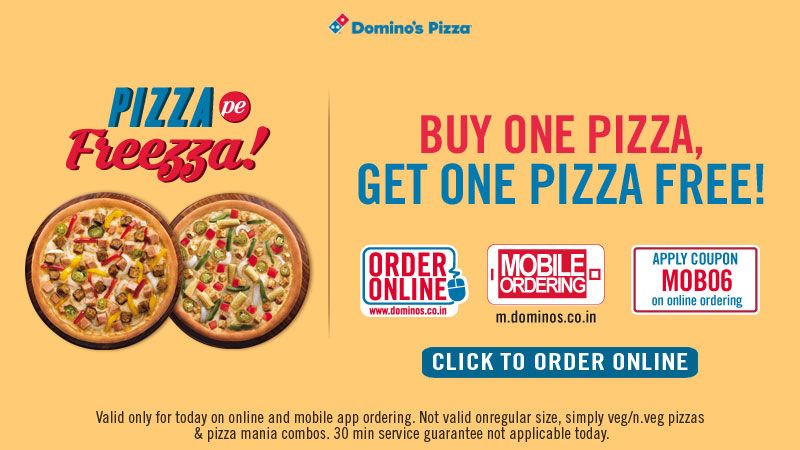 Domino's Pizza
PIZZA pe
Freezza!
BUY ONE PIZZA,
GET ONE PIZZA FREE!
ORDER
ONLINE
www.dominos.co.in
MOBILE
ORDERING
m.dominos.co.in
APPLY COUPON
MOB06
on online ordering
CLICK TO ORDER ONLINE
Valid only for today on online and mobile app ordering. Not valid onregular size, simply veg/n.veg pizzas
& pizza mania combos. 30 min service guarantee not applicable today.